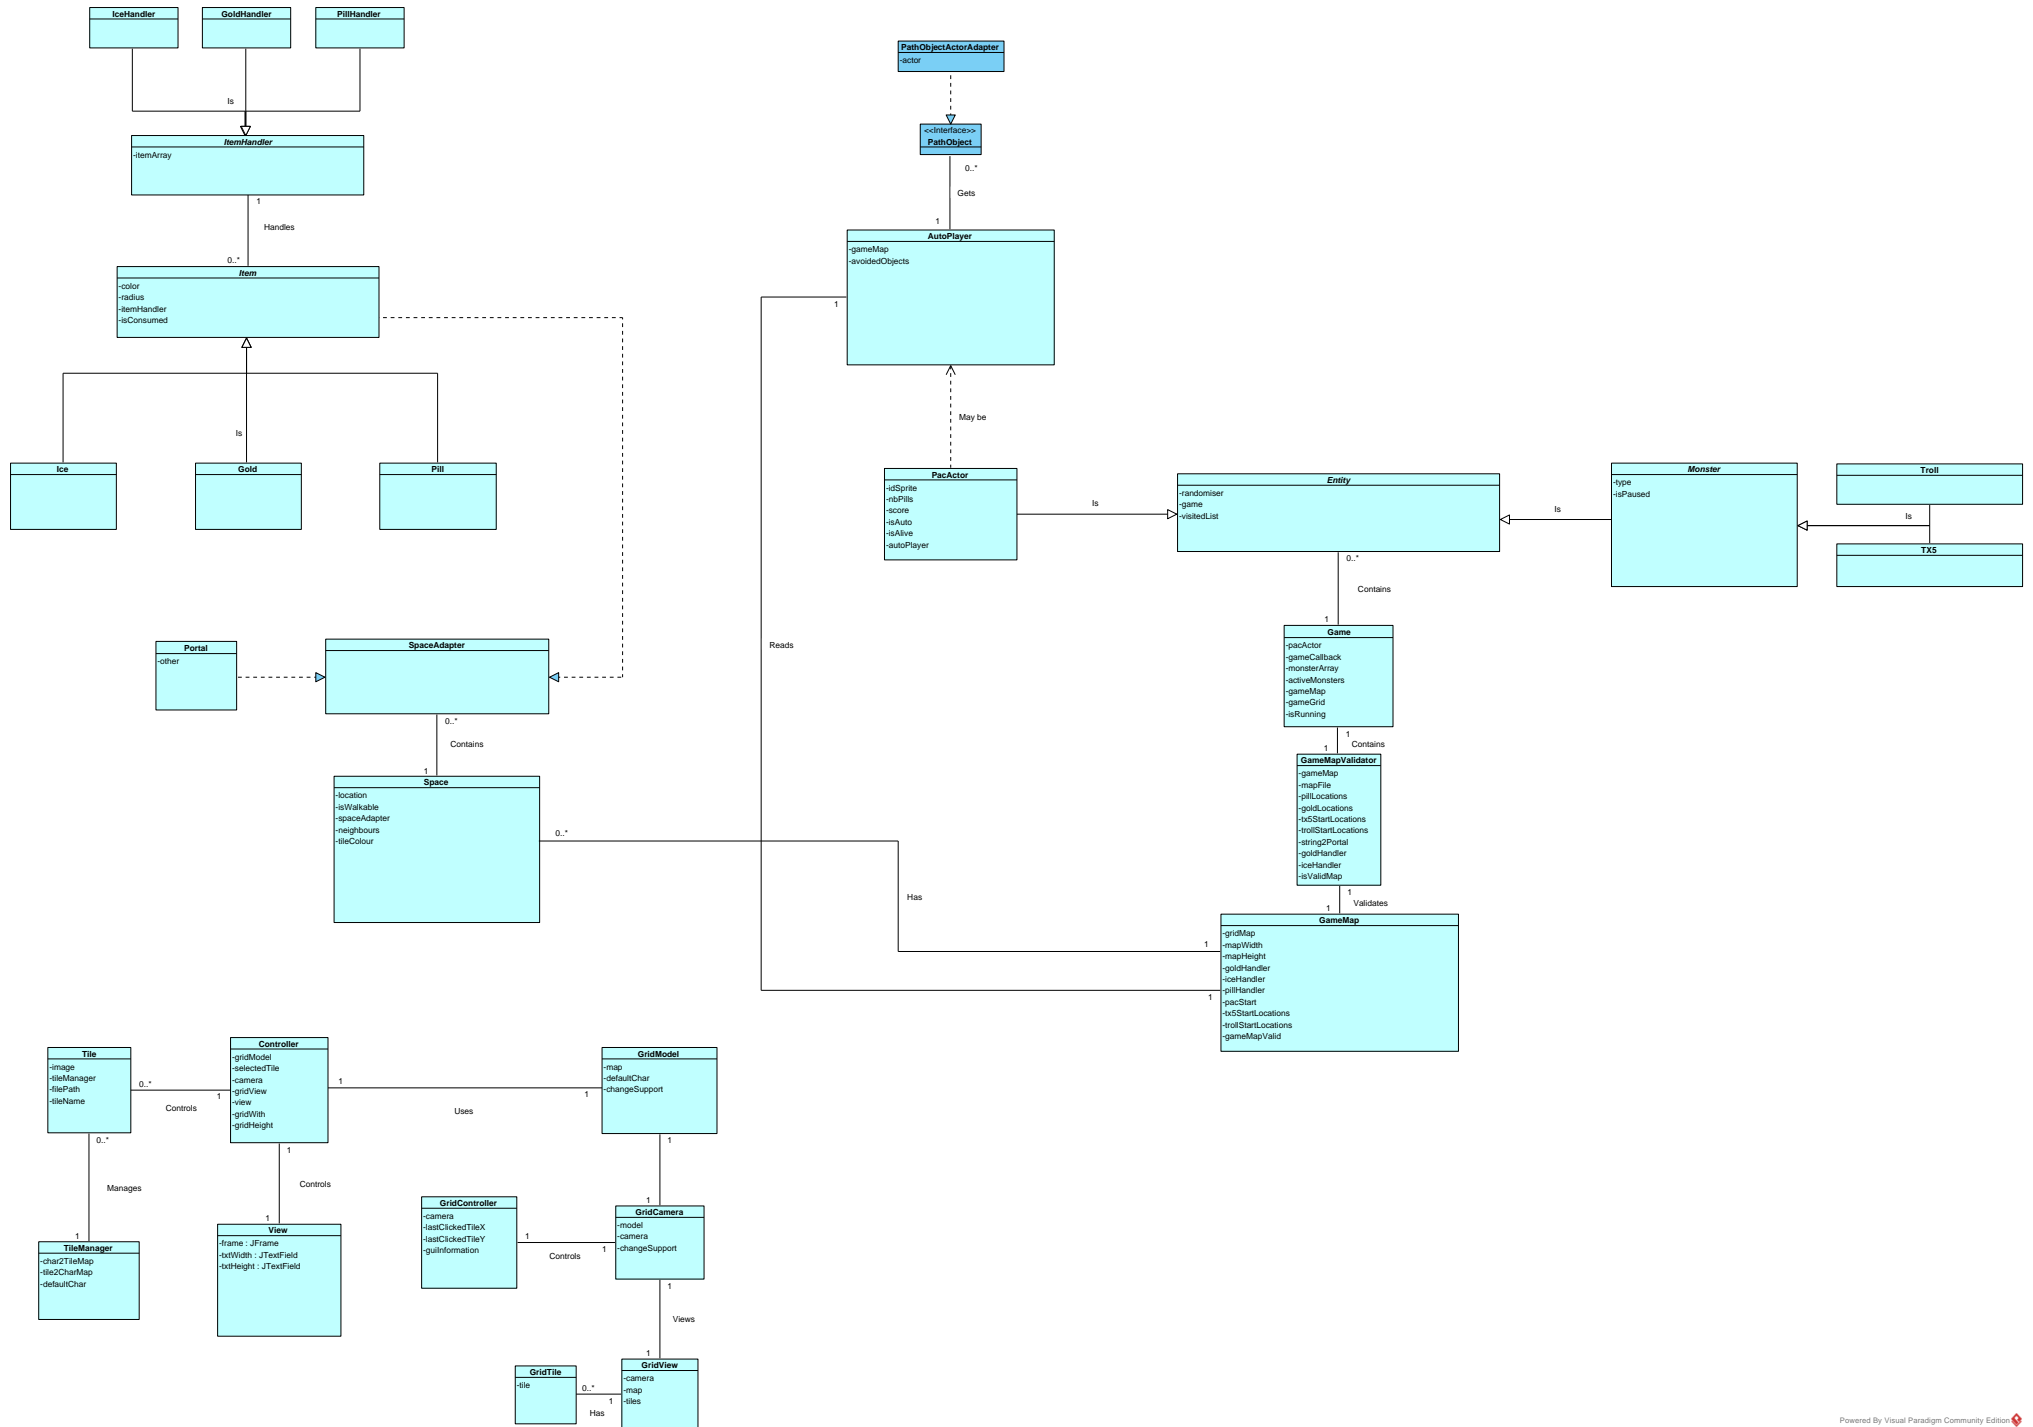 IceHandler
GoldHandler
PillHandler
Is
ItemHandler
-itemArray
1
Handles
0..*
Item
-color
-radius
-itemHandler
-isConsumed
Is
Ice
Gold
Pill
PathObjectActorAdapter
-actor
<<Interface>>
PathObject
0..*
Gets
1
AutoPlayer
-gameMap
-avoidedObjects
1
May be
PacActor
-idSprite
-nbPills
-score
-isAuto
-isAlive
-autoPlayer
Is
Entity
-randomiser
-game
-visitedList
Is
Monster
-type
-isPaused
Is
Troll
TX5
0..*
Contains
1
Game
-pacActor
-gameCallback
-monsterArray
-activeMonsters
-gameMap
-gameGrid
-isRunning
1
Contains
1
GameMapValidator
-gameMap
-mapFile
-pillLocations
-goldLocations
-tx5StartLocations
-trollStartLocations
-string2Portal
-goldHandler
-iceHandler
-isValidMap
1
Validates
1
GameMap
-gridMap
-mapWidth
-mapHeight
-goldHandler
-iceHandler
-pillHandler
-pacStart
-tx5StartLocations
-trollStartLocations
-gameMapValid
Reads
1
Has
1
Portal
-other
SpaceAdapter
0..*
Contains
1
Space
-location
-isWalkable
-spaceAdapter
-neighbours
-tileColour
0..*
Tile
-image
-tileManager
-filePath
-tileName
0..*
Controls
1
Controller
-gridModel
-selectedTile
-camera
-gridView
-view
-gridWith
-gridHeight
1
Uses
1
GridModel
-map
-defaultChar
-changeSupport
0..*
Manages
1
TileManager
-char2TileMap
-tile2CharMap
-defaultChar
1
Controls
1
View
-frame : JFrame
-txtWidth : JTextField
-txtHeight : JTextField
1
1
GridController
-camera
-lastClickedTileX
-lastClickedTileY
-guiInformation
1
Controls
1
GridCamera
-model
-camera
-changeSupport
1
Views
1
GridTile
-tile
0..*
1
Has
GridView
-camera
-map
-tiles
Powered By Visual Paradigm Community Edition